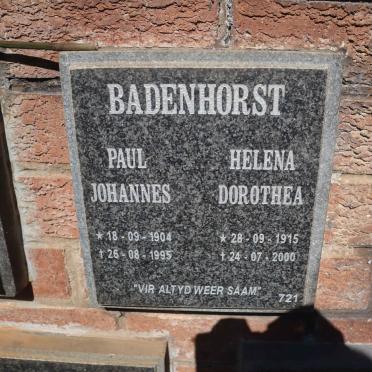 BADENHORST
PAUL HELENA
JOHANNES DOROTHEA
★ 18 - 09 - 1904 ★ 28 - 09 - 1915
† 26 - 08 - 1995 † 24 - 07 - 2000
"VIR ALTYD WEER SAAM"
721